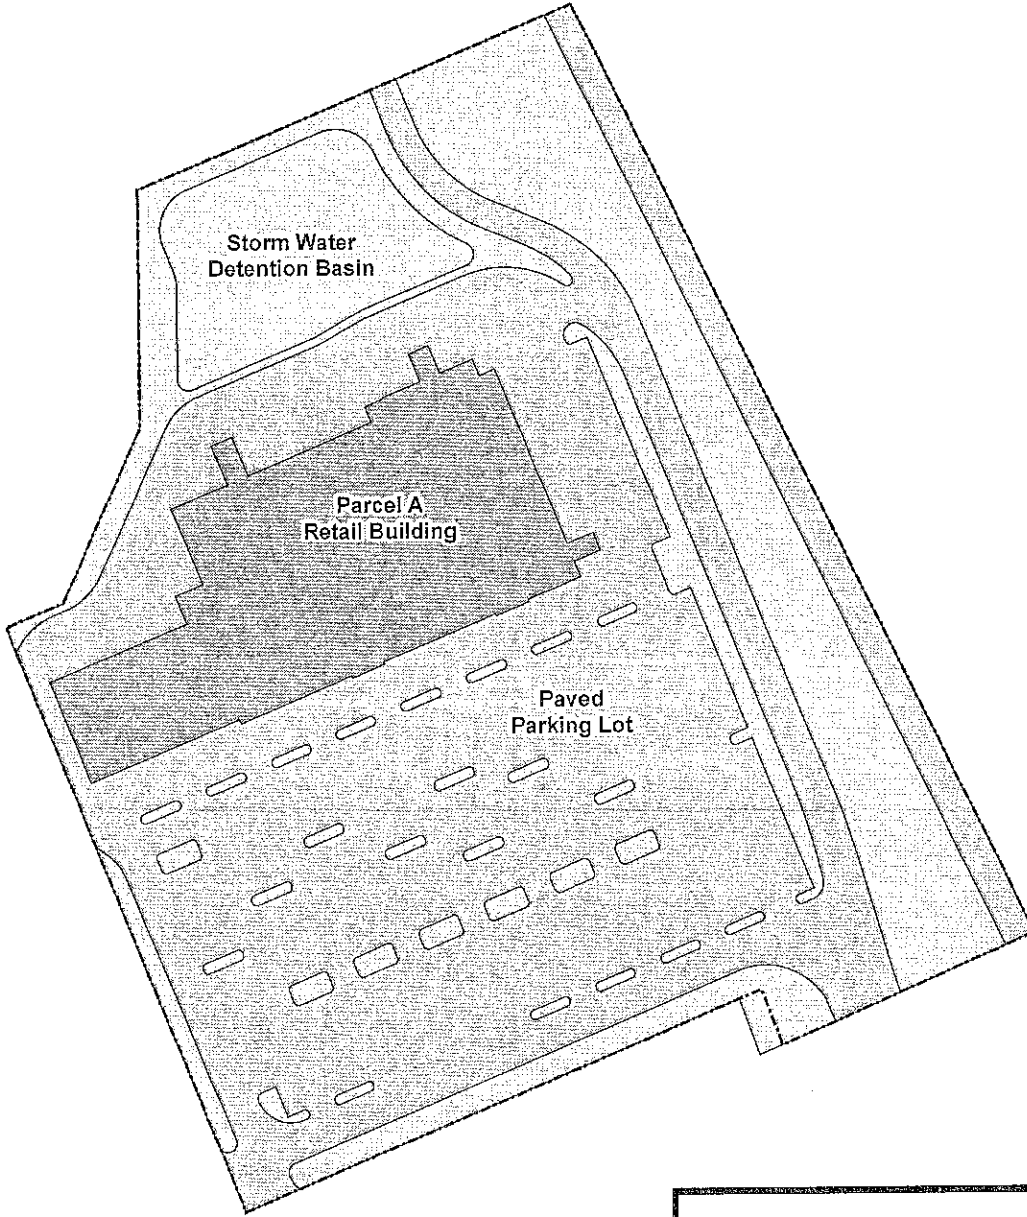 Storm Water
Detention Basin
Parcel A
Retail Building
Paved
Parking Lot